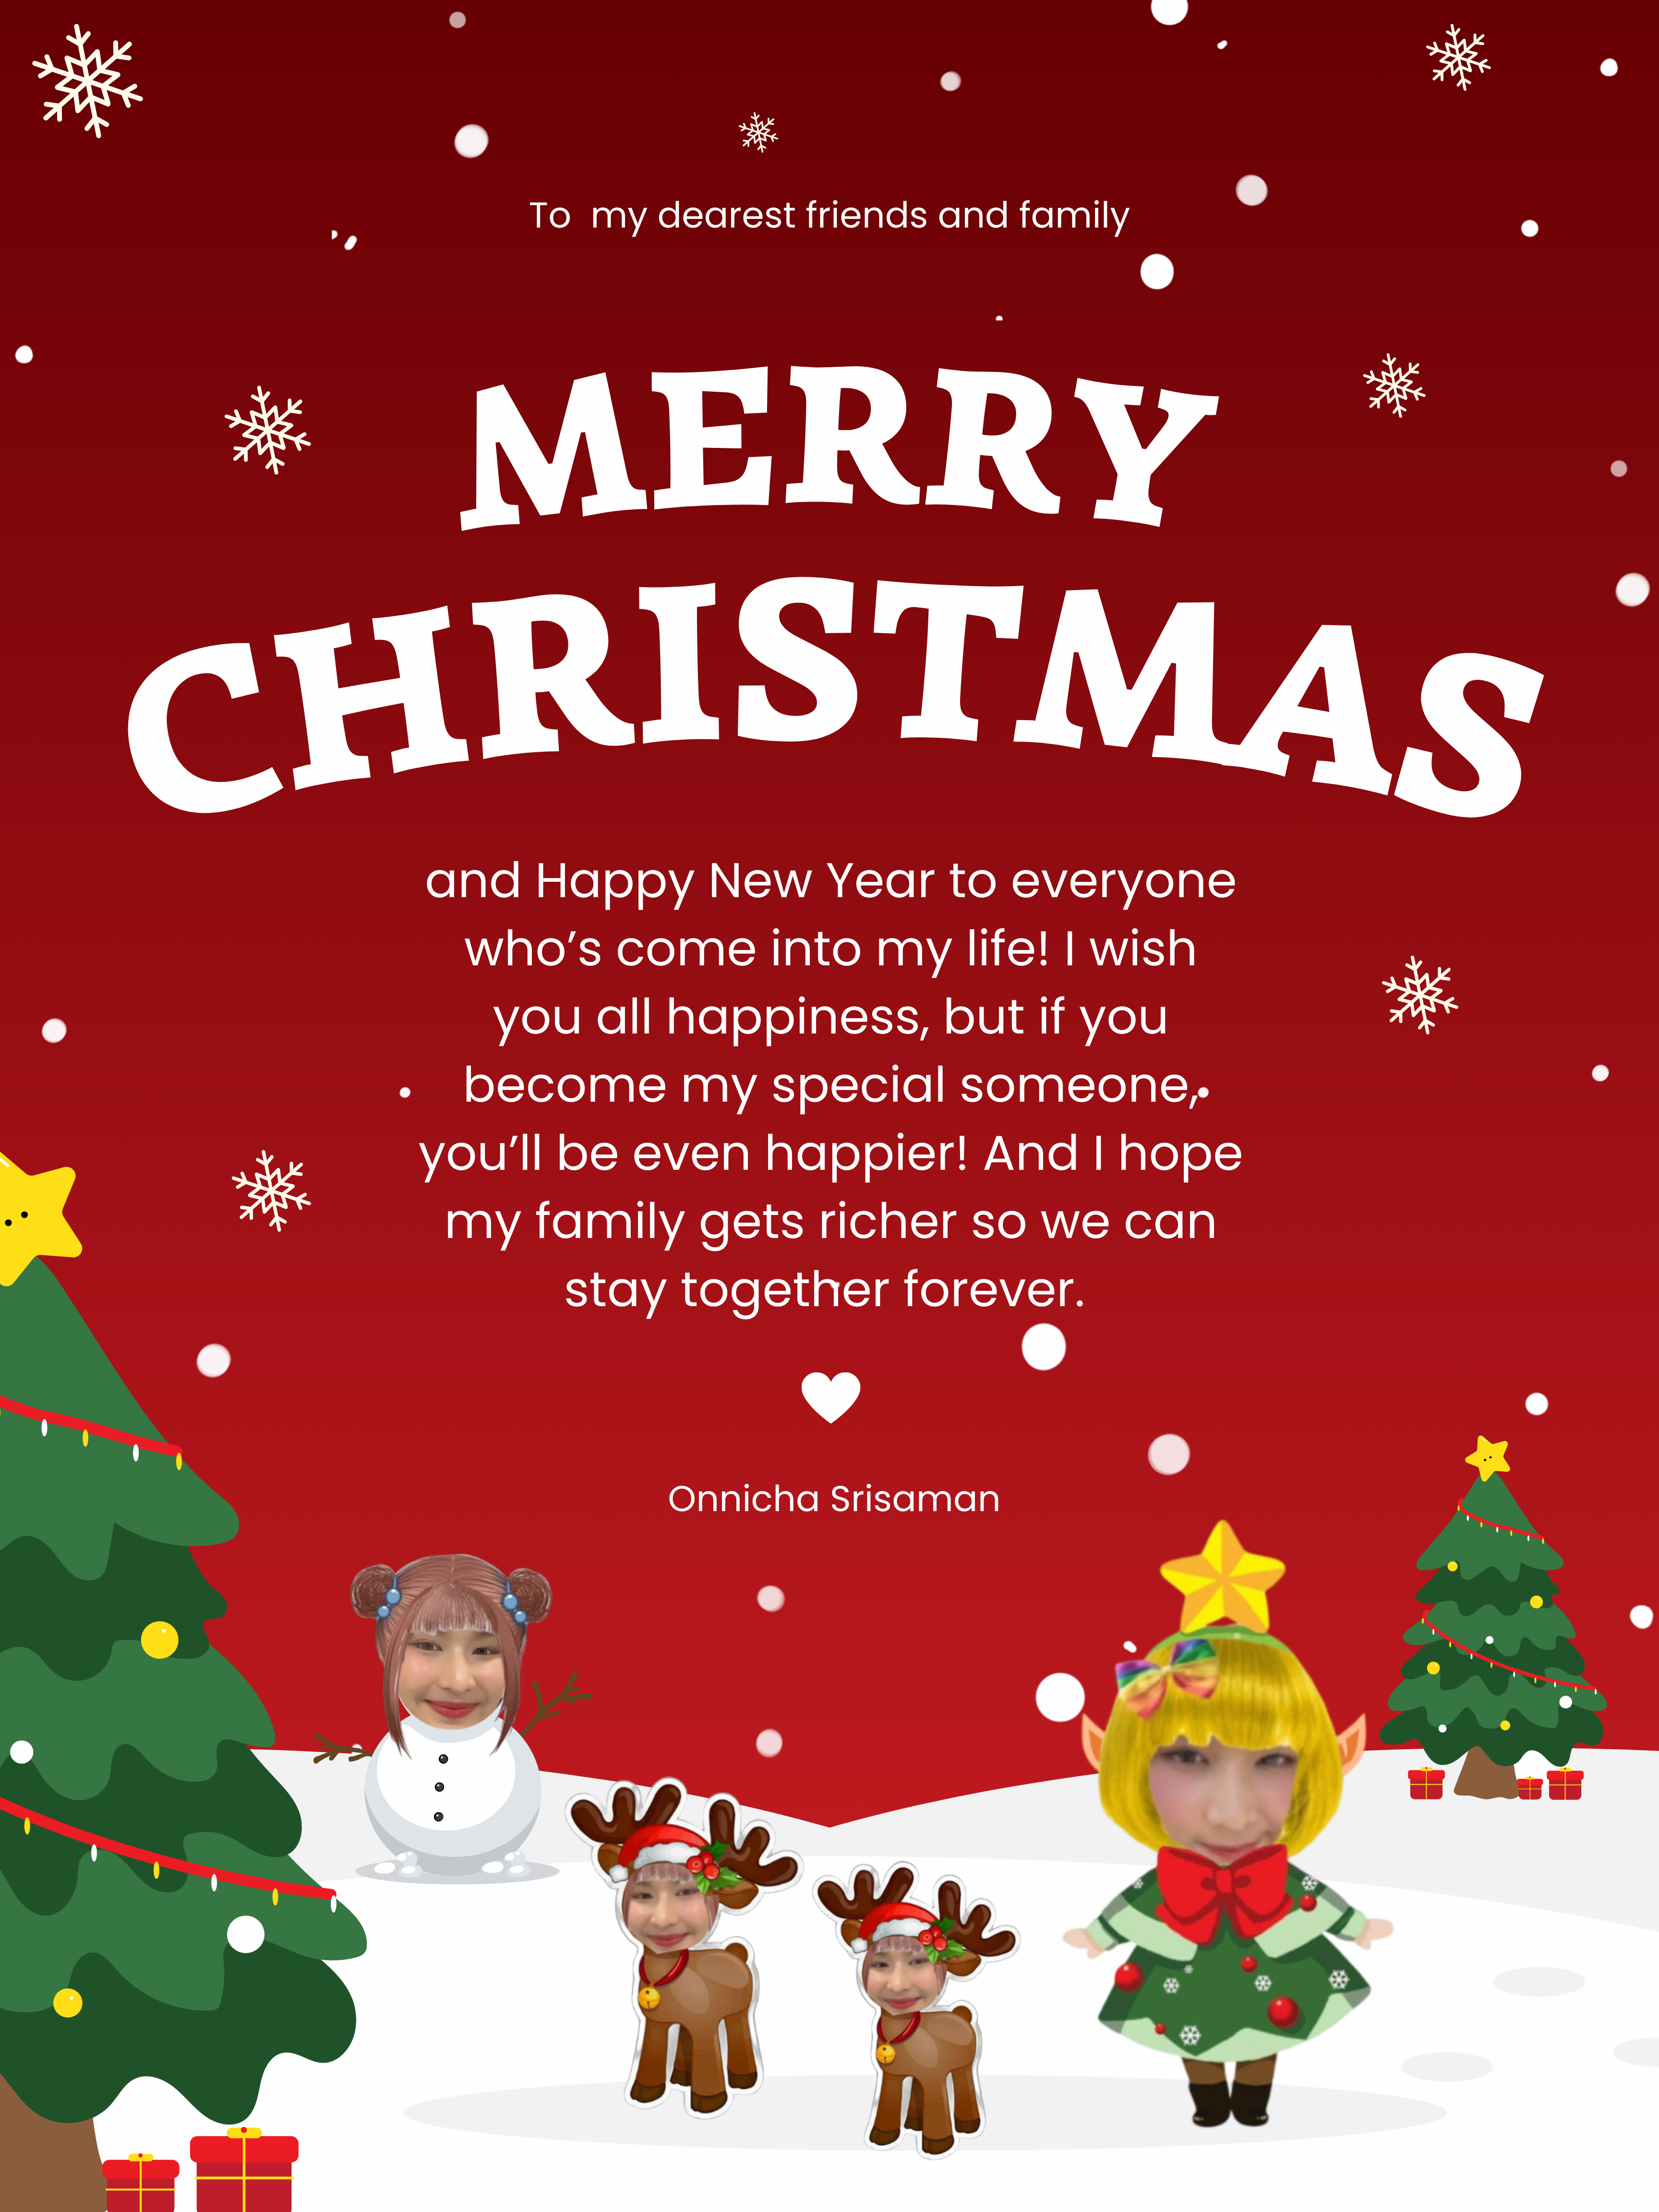 To my dearest friends and family
MERRY
CHRISTMAS
and Happy New Year to everyone
who’s come into my life! I wish
you all happiness, but if you
become my special someone,
you’ll be even happier! And I hope
my family gets richer so we can
stay together forever.
Onnicha Srisaman